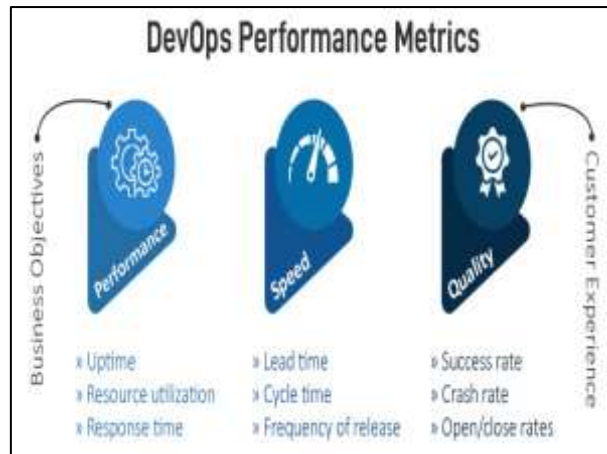 DevOps Performance Metrics
Business Objectives
Performance
» Uptime
» Resource utilization
» Response time
Speed
» Lead time
» Cycle time
» Frequency of release
Quality
» Success rate
» Crash rate
» Open/close rates
Customer Experience